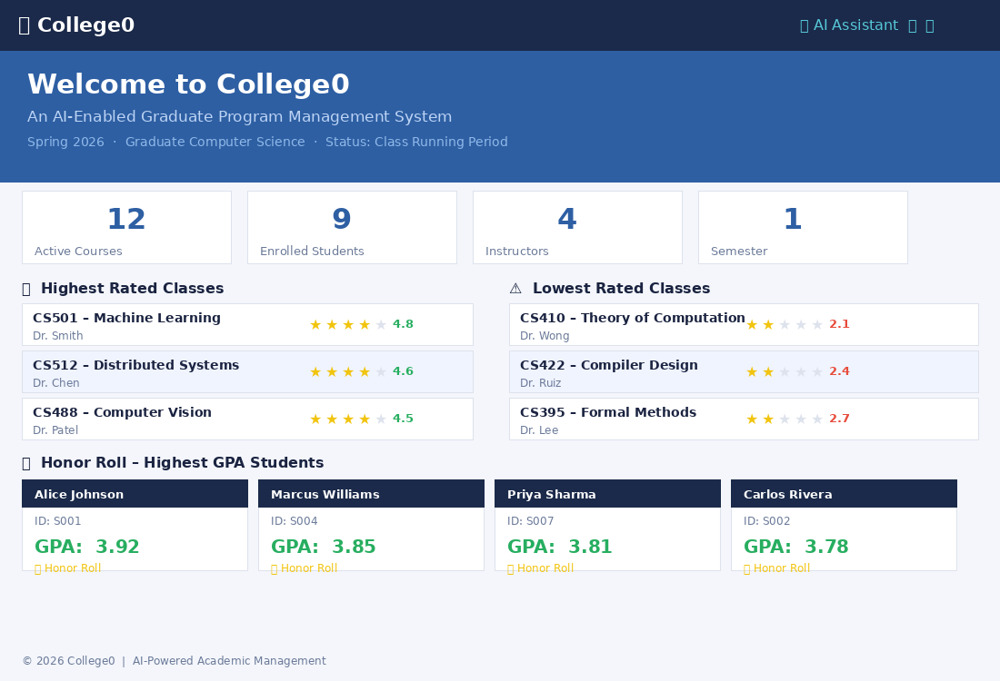 College0
AI Assistant
Welcome to College0
An AI-Enabled Graduate Program Management System
Spring 2026 · Graduate Computer Science · Status: Class Running Period
12
Active Courses
9
Enrolled Students
4
Instructors
1
Semester
Highest Rated Classes
CS501 – Machine Learning
Dr. Smith
★ ★ ★ ★ ★ 4.8
CS512 – Distributed Systems
Dr. Chen
★ ★ ★ ★ ★ 4.6
CS488 – Computer Vision
Dr. Patel
★ ★ ★ ★ ★ 4.5
⚠ Lowest Rated Classes
CS410 – Theory of Computation
Dr. Wong
★ ★ ★ ★ ★ 2.1
CS422 – Compiler Design
Dr. Ruiz
★ ★ ★ ★ ★ 2.4
CS395 – Formal Methods
Dr. Lee
★ ★ ★ ★ ★ 2.7
Honor Roll – Highest GPA Students
Alice Johnson
ID: S001
GPA: 3.92
Honor Roll
Marcus Williams
ID: S004
GPA: 3.85
Honor Roll
Priya Sharma
ID: S007
GPA: 3.81
Honor Roll
Carlos Rivera
ID: S002
GPA: 3.78
Honor Roll
© 2026 College0 | AI-Powered Academic Management